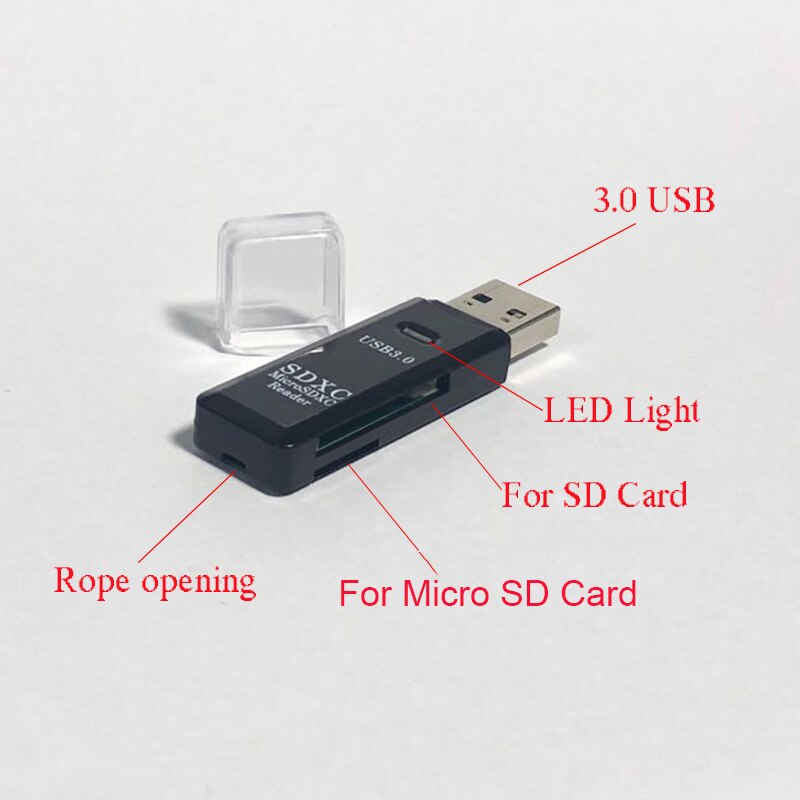 3.0 USB
USB3.0
SDXC
MicroSDXC
Reader
LED Light
For SD Card
Rope opening
For Micro SD Card